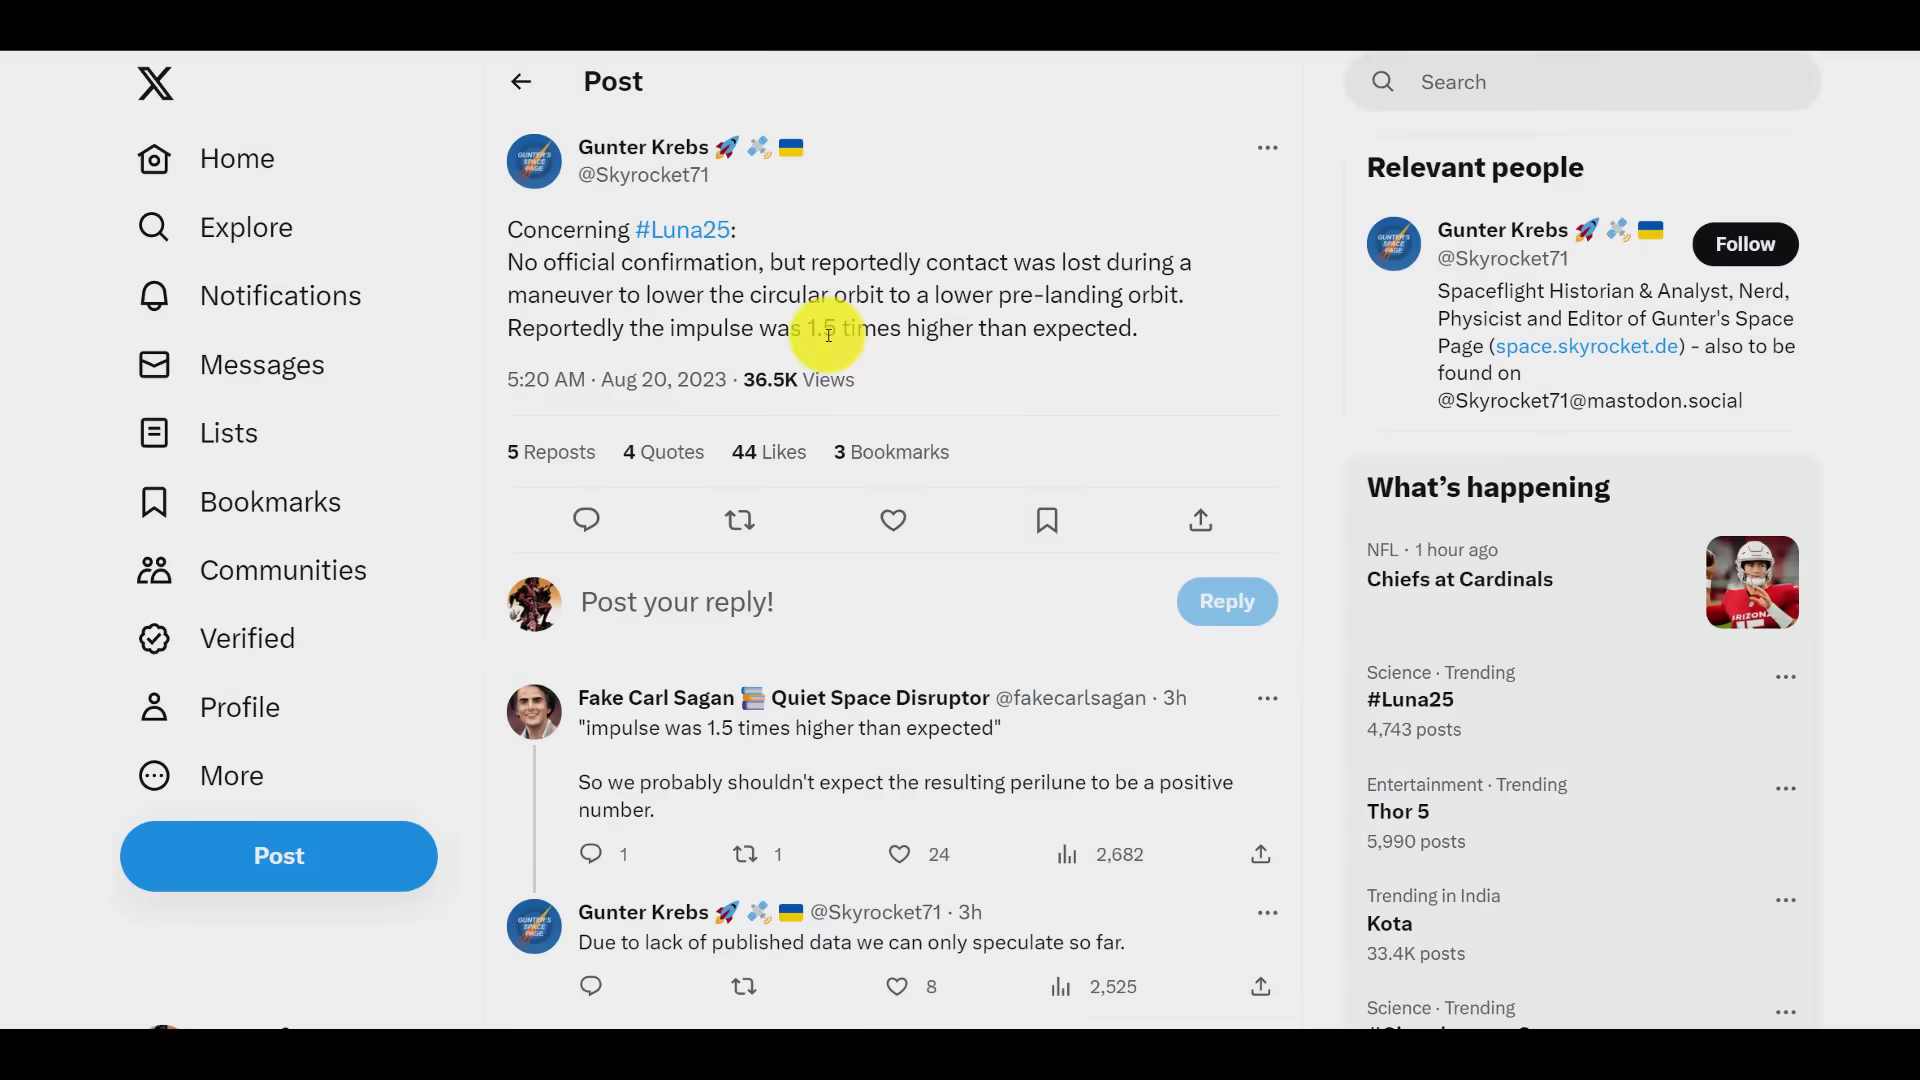 Home
Explore
Notifications
Messages
Lists
Bookmarks
Communities
Verified
Profile
More
Post
Post
Gunter Krebs 🚀 🛰️ 🇺🇦
@Skyrocket71
Concerning #Luna25:
No official confirmation, but reportedly contact was lost during a
maneuver to lower the circular orbit to a lower pre-landing orbit.
Reportedly the impulse was 1.5 times higher than expected.
5:20 AM · Aug 20, 2023 · 36.5K Views
5 Reposts 4 Quotes 44 Likes 3 Bookmarks
Post your reply!
Reply
Fake Carl Sagan 📚 Quiet Space Disruptor @fakecarlsagan · 3h
"impulse was 1.5 times higher than expected"
So we probably shouldn't expect the resulting perilune to be a positive
number.
1 1 24 2,682
Gunter Krebs 🚀 🛰️ 🇺🇦 @Skyrocket71 · 3h
Due to lack of published data we can only speculate so far.
8 2,525
Search
Relevant people
Gunter Krebs 🚀 🛰️ 🇺🇦
@Skyrocket71
Follow
Spaceflight Historian & Analyst, Nerd,
Physicist and Editor of Gunter's Space
Page (space.skyrocket.de) - also to be
found on
@Skyrocket71@mastodon.social
What's happening
NFL · 1 hour ago
Chiefs at Cardinals
Science · Trending
#Luna25
4,743 posts
Entertainment · Trending
Thor 5
5,990 posts
Trending in India
Kota
33.4K posts
Science · Trending